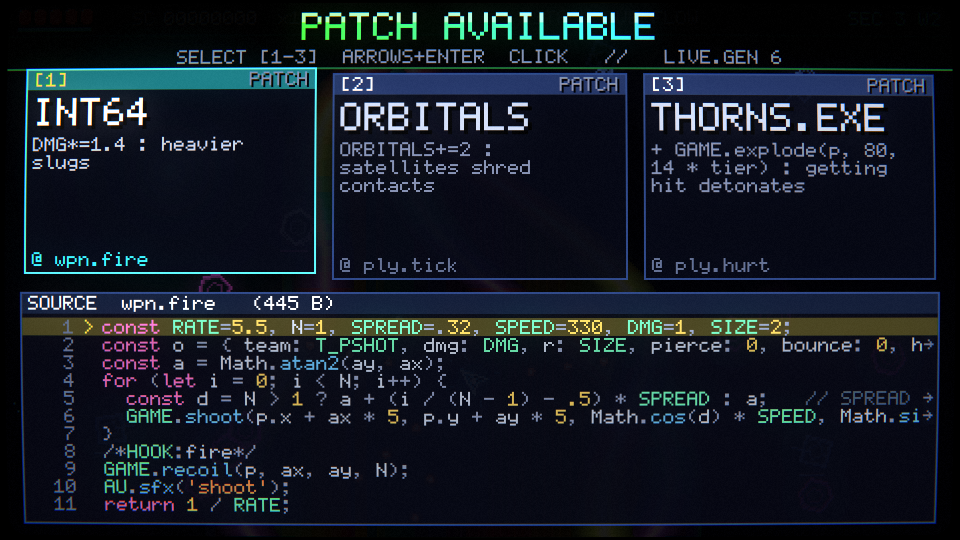 PATCH AVAILABLE
SELECT [1-3] ARROWS+ENTER CLICK // LIVE.GEN 6
[1] PATCH
INT64
DMG*=1.4 : heavier
slugs
@ wpn.fire
[2] PATCH
ORBITALS
ORBITALS+=2 :
satellites shred
contacts
@ ply.tick
[3] PATCH
THORNS.EXE
+ GAME.explode(p, 80,
14 * tier) : getting
hit detonates
@ ply.hurt
SOURCE wpn.fire (445 B)
1 > const RATE=5.5, N=1, SPREAD=.32, SPEED=330, DMG=1, SIZE=2;
2 const o = { team: T_PSHOT, dmg: DMG, r: SIZE, pierce: 0, bounce: 0, h→
3 const a = Math.atan2(ay, ax);
4 for (let i = 0; i < N; i++) {
5 const d = N > 1 ? a + (i / (N - 1) - .5) * SPREAD : a; // SPREAD →
6 GAME.shoot(p.x + ax * 5, p.y + ay * 5, Math.cos(d) * SPEED, Math.si→
7 }
8 /*HOOK:fire*/
9 GAME.recoil(p, ax, ay, N);
10 AU.sfx('shoot');
11 return 1 / RATE;